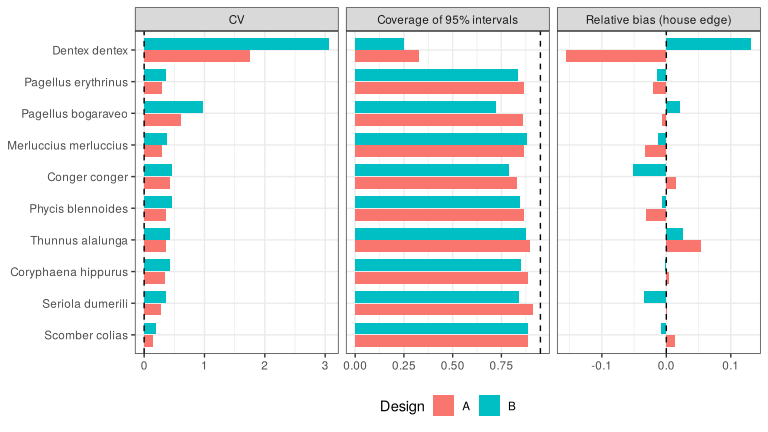 CV
Coverage of 95% intervals
Relative bias (house edge)
Dentex dentex
Pagellus erythrinus
Pagellus bogaraveo
Merluccius merluccius
Conger conger
Phycis blennoides
Thunnus alalunga
Coryphaena hippurus
Seriola dumerili
Scomber colias
0 1 2 3
0.00 0.25 0.50 0.75
-0.1 0.0 0.1
Design A B